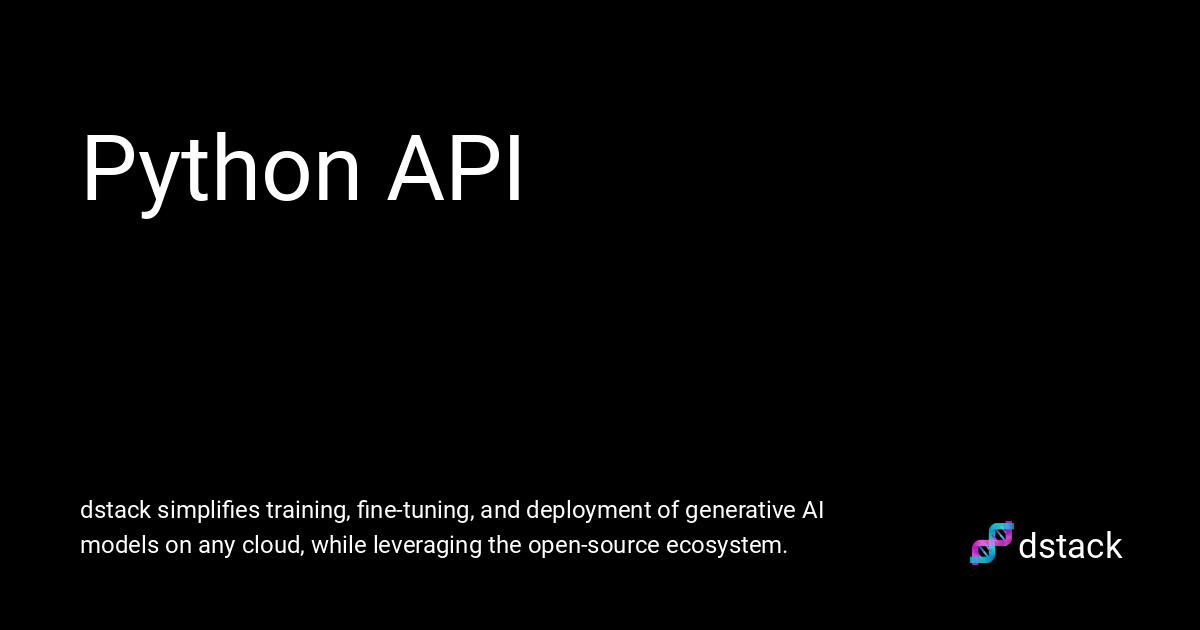 Python API
dstack simplifies training, fine-tuning, and deployment of generative AI
models on any cloud, while leveraging the open-source ecosystem.
dstack